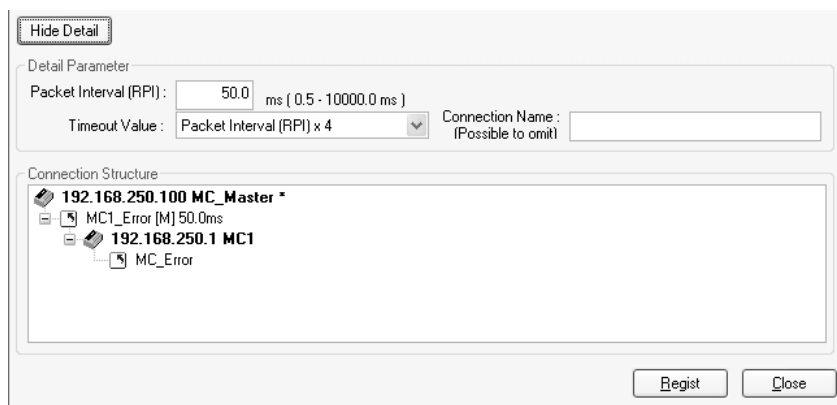 Hide Detail
Detail Parameter
Packet Interval (RPI) : 50.0 ms ( 0.5 - 10000.0 ms )
Timeout Value : Packet Interval (RPI) x 4
Connection Name :
(Possible to omit)
Connection Structure
192.168.250.100 MC_Master *
MC1_Error [M] 50.0ms
192.168.250.1 MC1
MC_Error
Regist Close